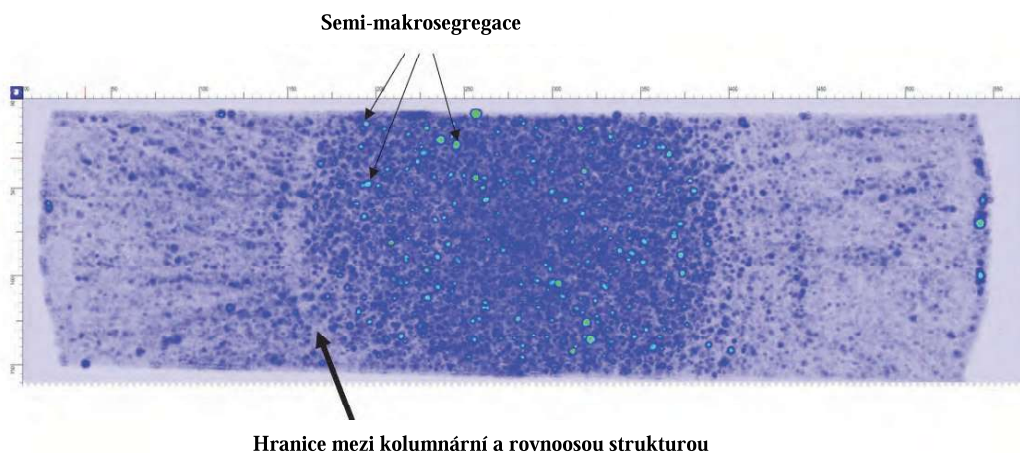 Semi-makrosegregace
Hranice mezi kolumnární a rovnoosou strukturou